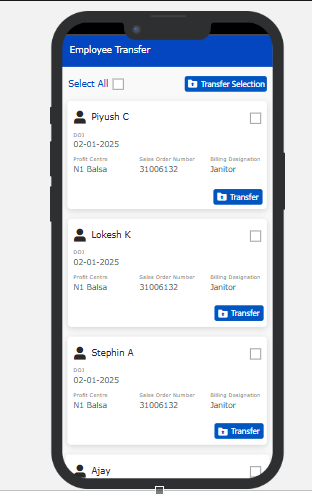 Employee Transfer
Select All Transfer Selection
Piyush C
DOJ
02-01-2025
Profit Centre Sales Order Number Billing Designation
N1 Balsa 31006132 Janitor
Transfer
Lokesh K
DOJ
02-01-2025
Profit Centre Sales Order Number Billing Designation
N1 Balsa 31006132 Janitor
Transfer
Stephin A
DOJ
02-01-2025
Profit Centre Sales Order Number Billing Designation
N1 Balsa 31006132 Janitor
Transfer
Ajay